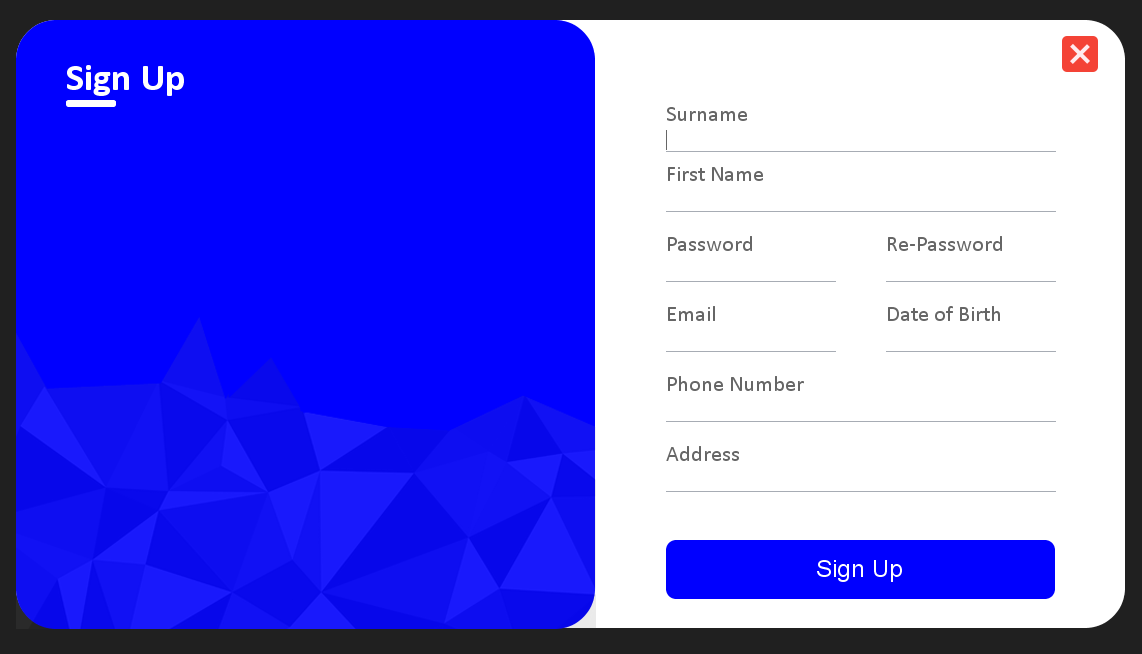 Sign Up
Surname
First Name
Password Re-Password
Email Date of Birth
Phone Number
Address
Sign Up